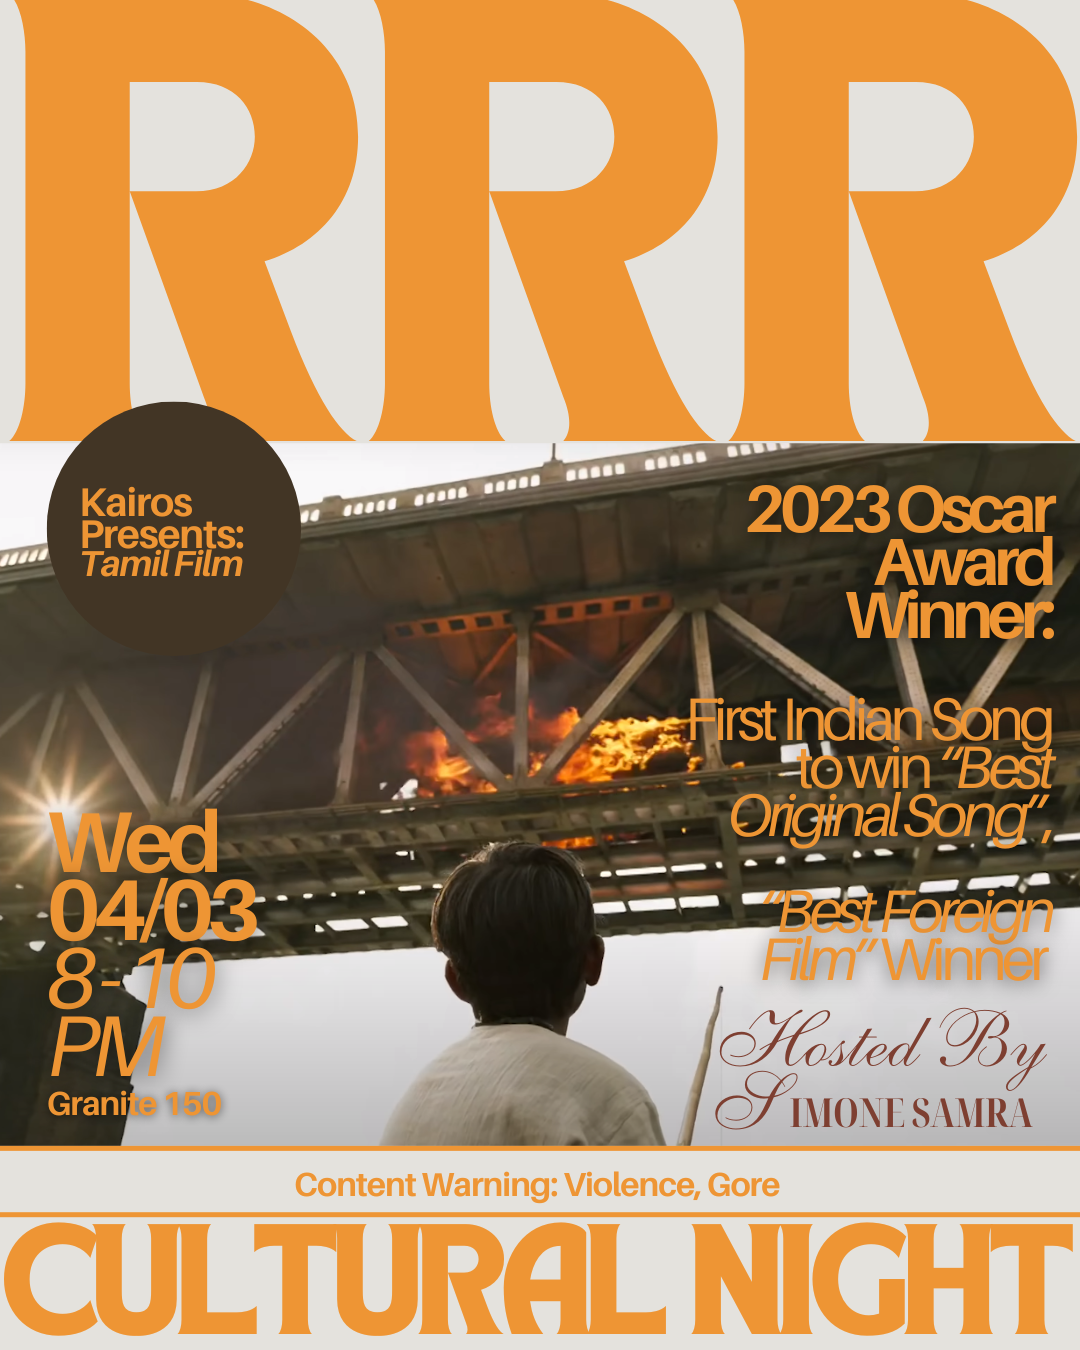 RRR
Kairos
Presents:
Tamil Film
2023 Oscar
Award
Winner:
First Indian Song
to win “Best
Original Song”,
“Best Foreign
Film” Winner
Wed
04/03
8 - 10
PM
Granite 150
Hosted By
SIMONE SAMRA
Content Warning: Violence, Gore
CULTURAL NIGHT